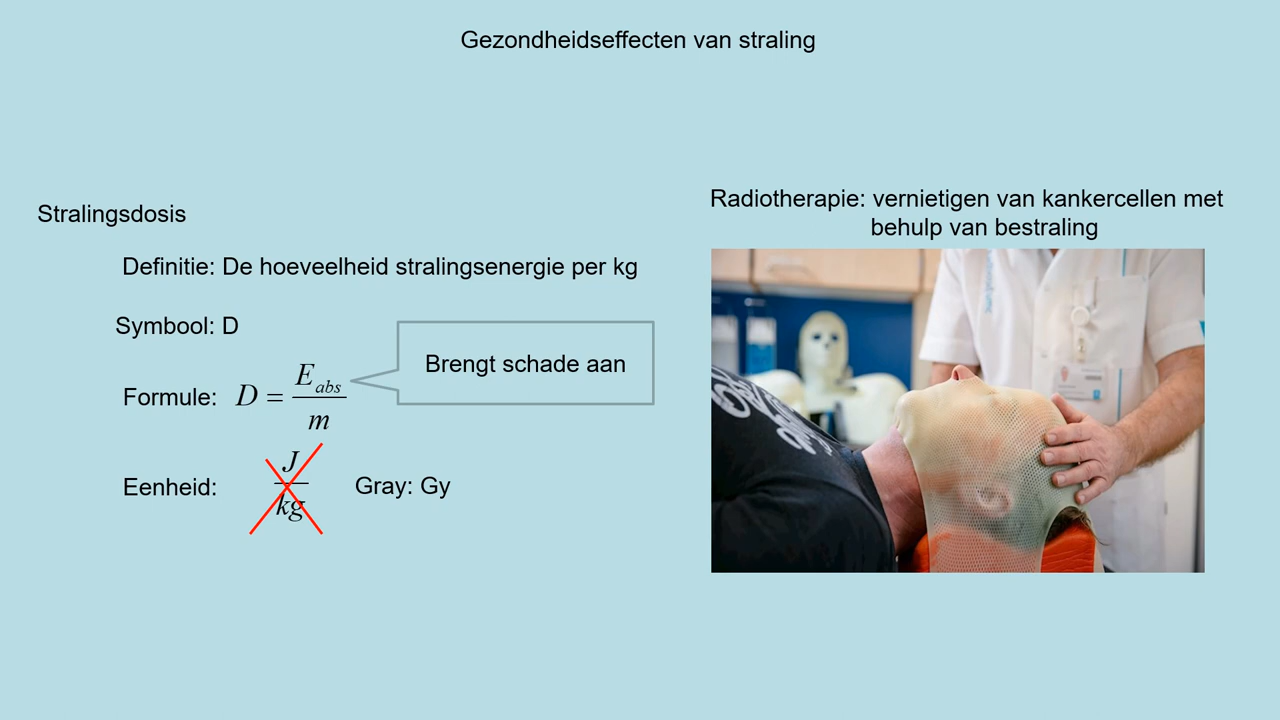 Gezondheidseffecten van straling
Stralingsdosis
Definitie: De hoeveelheid stralingsenergie per kg
Symbool: D
Formule: D = E_abs / m
Brengt schade aan
Eenheid: J / kg Gray: Gy
Radiotherapie: vernietigen van kankercellen met
behulp van bestraling